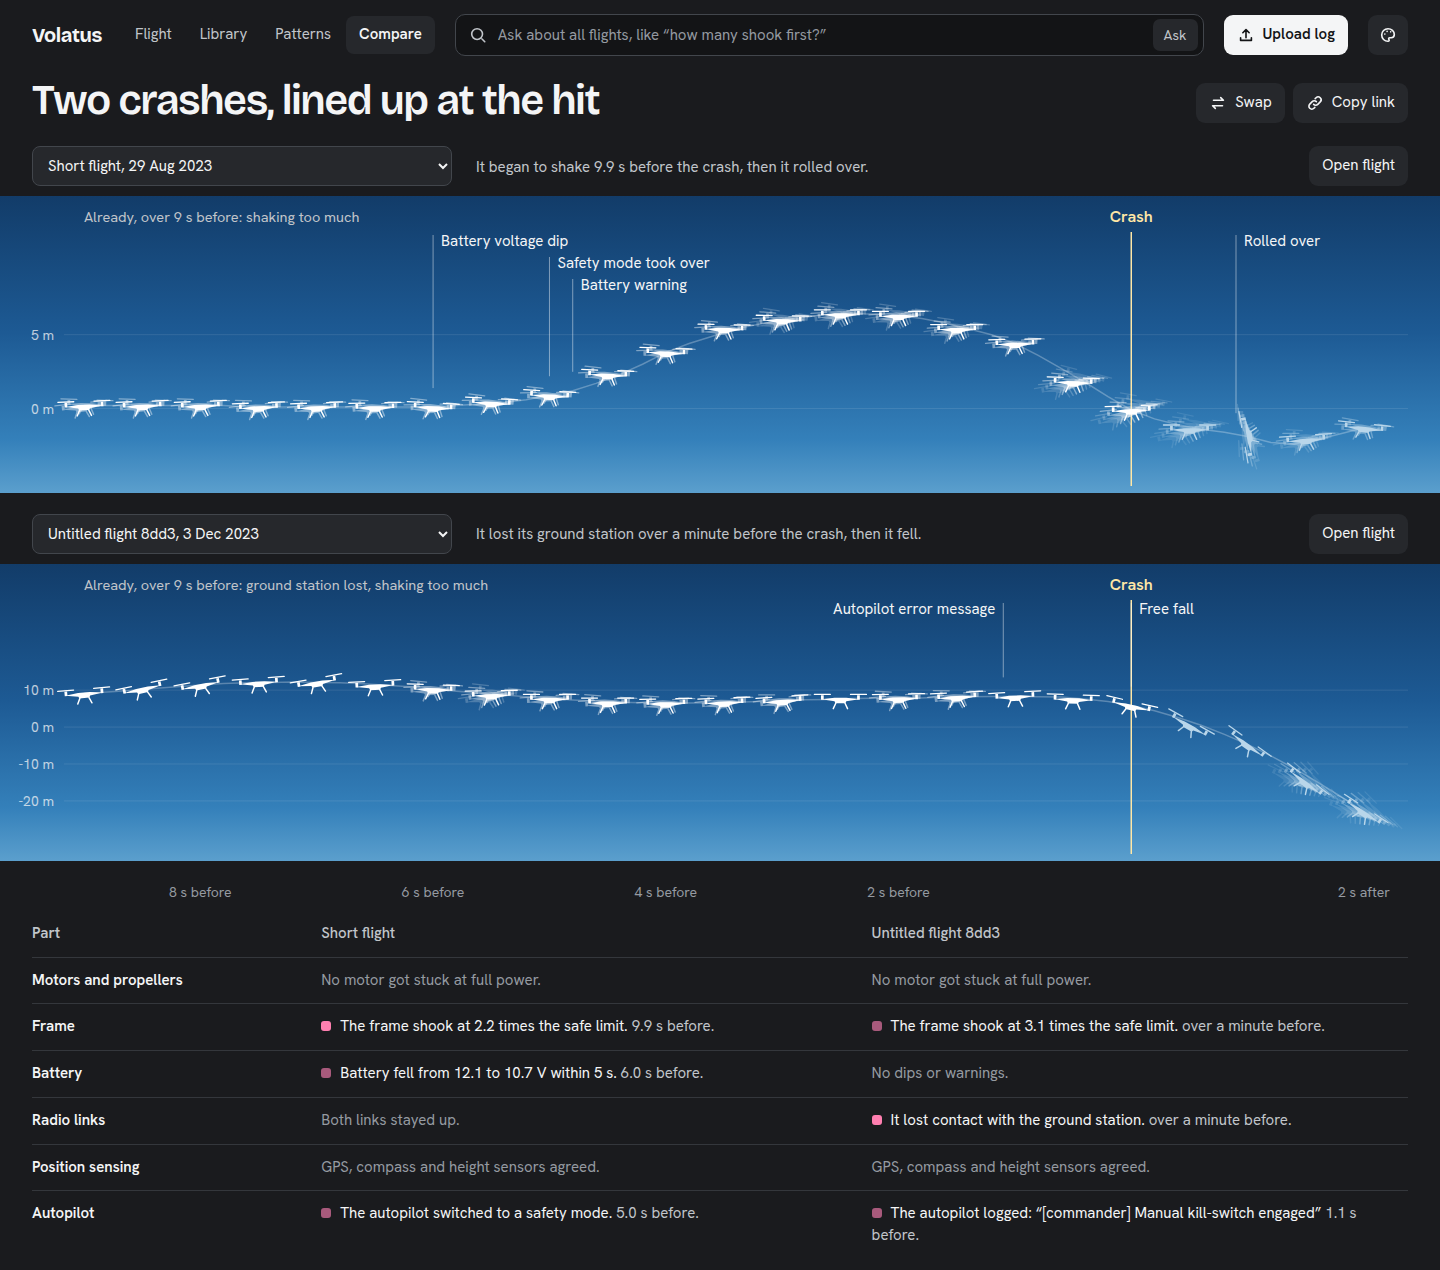 Volatus Flight Library Patterns Compare Ask about all flights, like “how many shook first?” Ask Upload log
Two crashes, lined up at the hit Swap Copy link
Short flight, 29 Aug 2023 It began to shake 9.9 s before the crash, then it rolled over. Open flight
Already, over 9 s before: shaking too much Crash
Battery voltage dip Rolled over
Safety mode took over
Battery warning
5 m
0 m
Untitled flight 8dd3, 3 Dec 2023 It lost its ground station over a minute before the crash, then it fell. Open flight
Already, over 9 s before: ground station lost, shaking too much Crash
Autopilot error message Free fall
10 m
0 m
-10 m
-20 m
8 s before 6 s before 4 s before 2 s before 2 s after
Part Short flight Untitled flight 8dd3
Motors and propellers No motor got stuck at full power. No motor got stuck at full power.
Frame The frame shook at 2.2 times the safe limit. 9.9 s before. The frame shook at 3.1 times the safe limit. over a minute before.
Battery Battery fell from 12.1 to 10.7 V within 5 s. 6.0 s before. No dips or warnings.
Radio links Both links stayed up. It lost contact with the ground station. over a minute before.
Position sensing GPS, compass and height sensors agreed. GPS, compass and height sensors agreed.
Autopilot The autopilot switched to a safety mode. 5.0 s before. The autopilot logged: “[commander] Manual kill-switch engaged” 1.1 s
before.